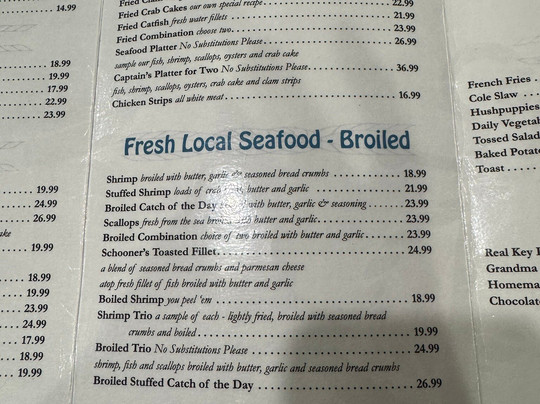 14.99
18.99
19.99
17.99
22.99
23.99
19.99
24.99
26.99
19.99
18.99
19.99
23.99
24.99
17.99
18.99
19.99
22.99
Fried Crab Cakes our own special recipe
21.99
Fried Catfish fresh water fillets
23.99
Fried Combination choose two
26.99
Seafood Platter No Substitutions Please
sample our fish, shrimp, scallops, oysters and crab cake
Captain's Platter for Two No Substitutions Please 36.99
fish, shrimp, scallops, oysters, crab cake and clam strips
Chicken Strips all white meat 16.99
Fresh Local Seafood - Broiled
Shrimp broiled with butter, garlic & seasoned bread crumbs 18.99
Stuffed Shrimp loads of crab butter and garlic 21.99
Broiled Catch of the Day butter, garlic & seasoning 23.99
Scallops fresh from the sea with butter and garlic 23.99
Broiled Combination choice of two broiled with butter and garlic 23.99
Schooner's Toasted Fillet 24.99
a blend of seasoned bread crumbs and parmesan cheese
atop fresh fillet of fish broiled with butter and garlic
Boiled Shrimp you peel 'em 18.99
Shrimp Trio a sample of each - lightly fried, broiled with seasoned bread
crumbs and boiled 19.99
Broiled Trio No Substitutions Please 24.99
shrimp, fish and scallops broiled with butter, garlic and seasoned bread crumbs
Broiled Stuffed Catch of the Day 26.99
French Fries
Cole Slaw
Hushpuppies
Daily
Tossed Salad
Baked
Toast
Real Key
Grandma
Chocolate